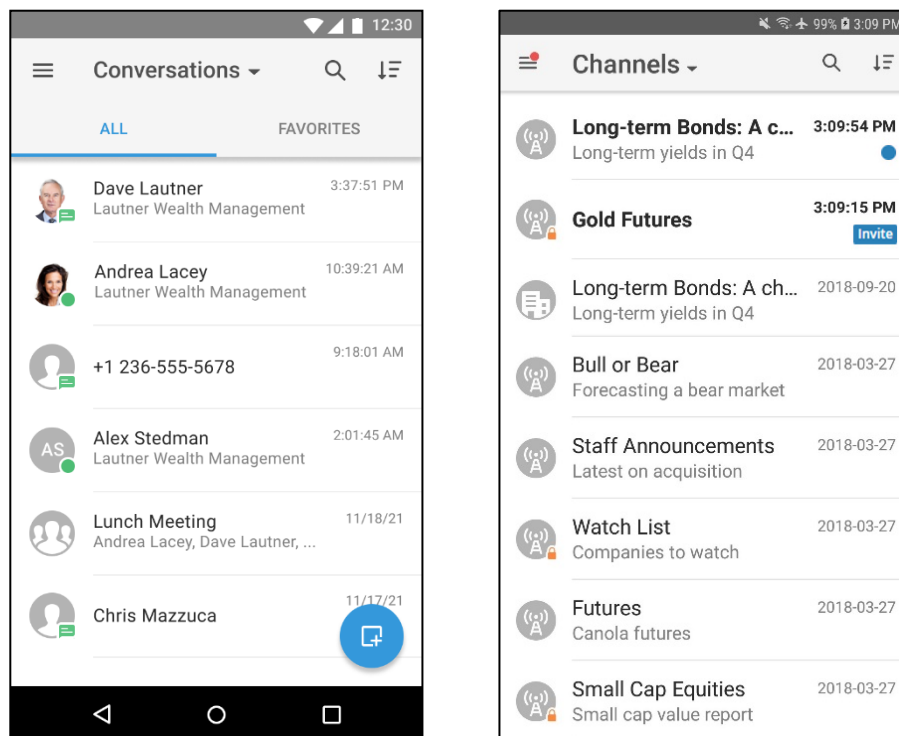 12:30
Conversations
ALL FAVORITES
Dave Lautner 3:37:51 PM
Lautner Wealth Management
Andrea Lacey 10:39:21 AM
Lautner Wealth Management
+1 236-555-5678 9:18:01 AM
AS Alex Stedman 2:01:45 AM
Lautner Wealth Management
Lunch Meeting 11/18/21
Andrea Lacey, Dave Lautner, ...
Chris Mazzuca 11/17/21
99% 3:09 PM
Channels
Long-term Bonds: A c... 3:09:54 PM
Long-term yields in Q4
Gold Futures 3:09:15 PM
Invite
Long-term Bonds: A ch... 2018-09-20
Long-term yields in Q4
Bull or Bear 2018-03-27
Forecasting a bear market
Staff Announcements 2018-03-27
Latest on acquisition
Watch List 2018-03-27
Companies to watch
Futures 2018-03-27
Canola futures
Small Cap Equities 2018-03-27
Small cap value report